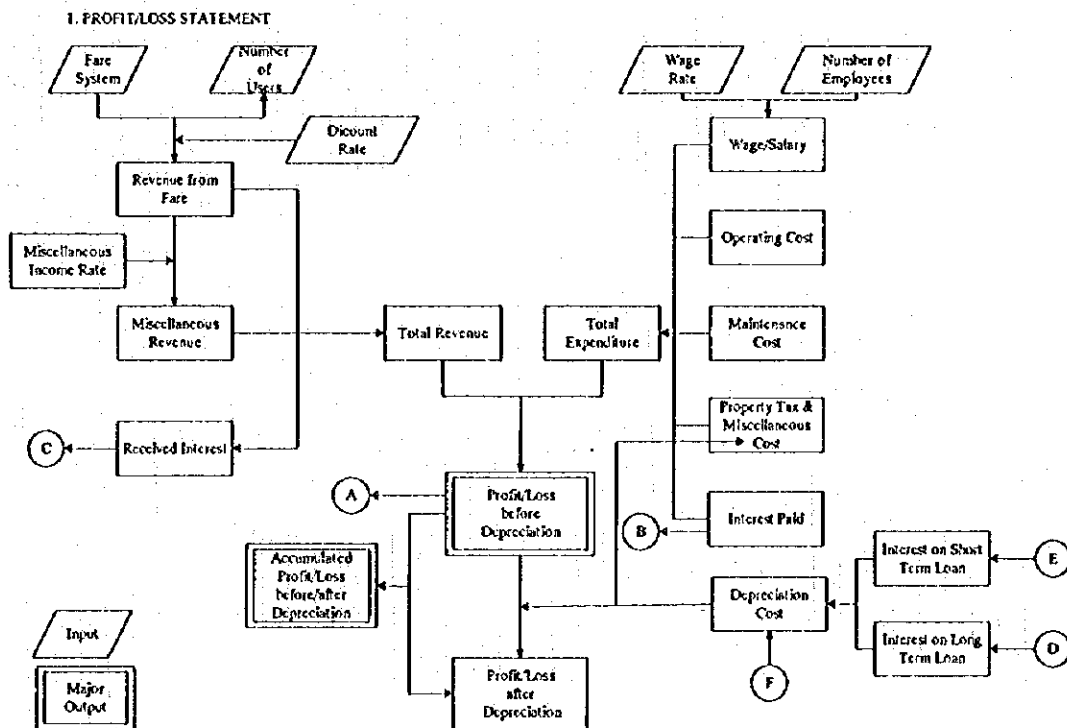 1. PROFIT/LOSS STATEMENT
Fare
System
Number
of
Users
Wage
Rate
Number of
Employees
Dicount
Rate
Wage/Salary
Revenue from
Fare
Operating Cost
Miscellaneous
Income Rate
Miscellaneous
Revenue
Total Revenue
Total
Expenditure
Maintenance
Cost
Property Tax &
Miscellaneous
Cost
C
Received Interest
A
Profit/Loss
before
Depreciation
B
Interest Paid
Accumulated
Profit/Loss
before/after
Depreciation
Depreciation
Cost
Interest on Short
Term Loan
E
Interest on Long
Term Loan
D
Input
Major
Output
Profit/Loss
after
Depreciation
F